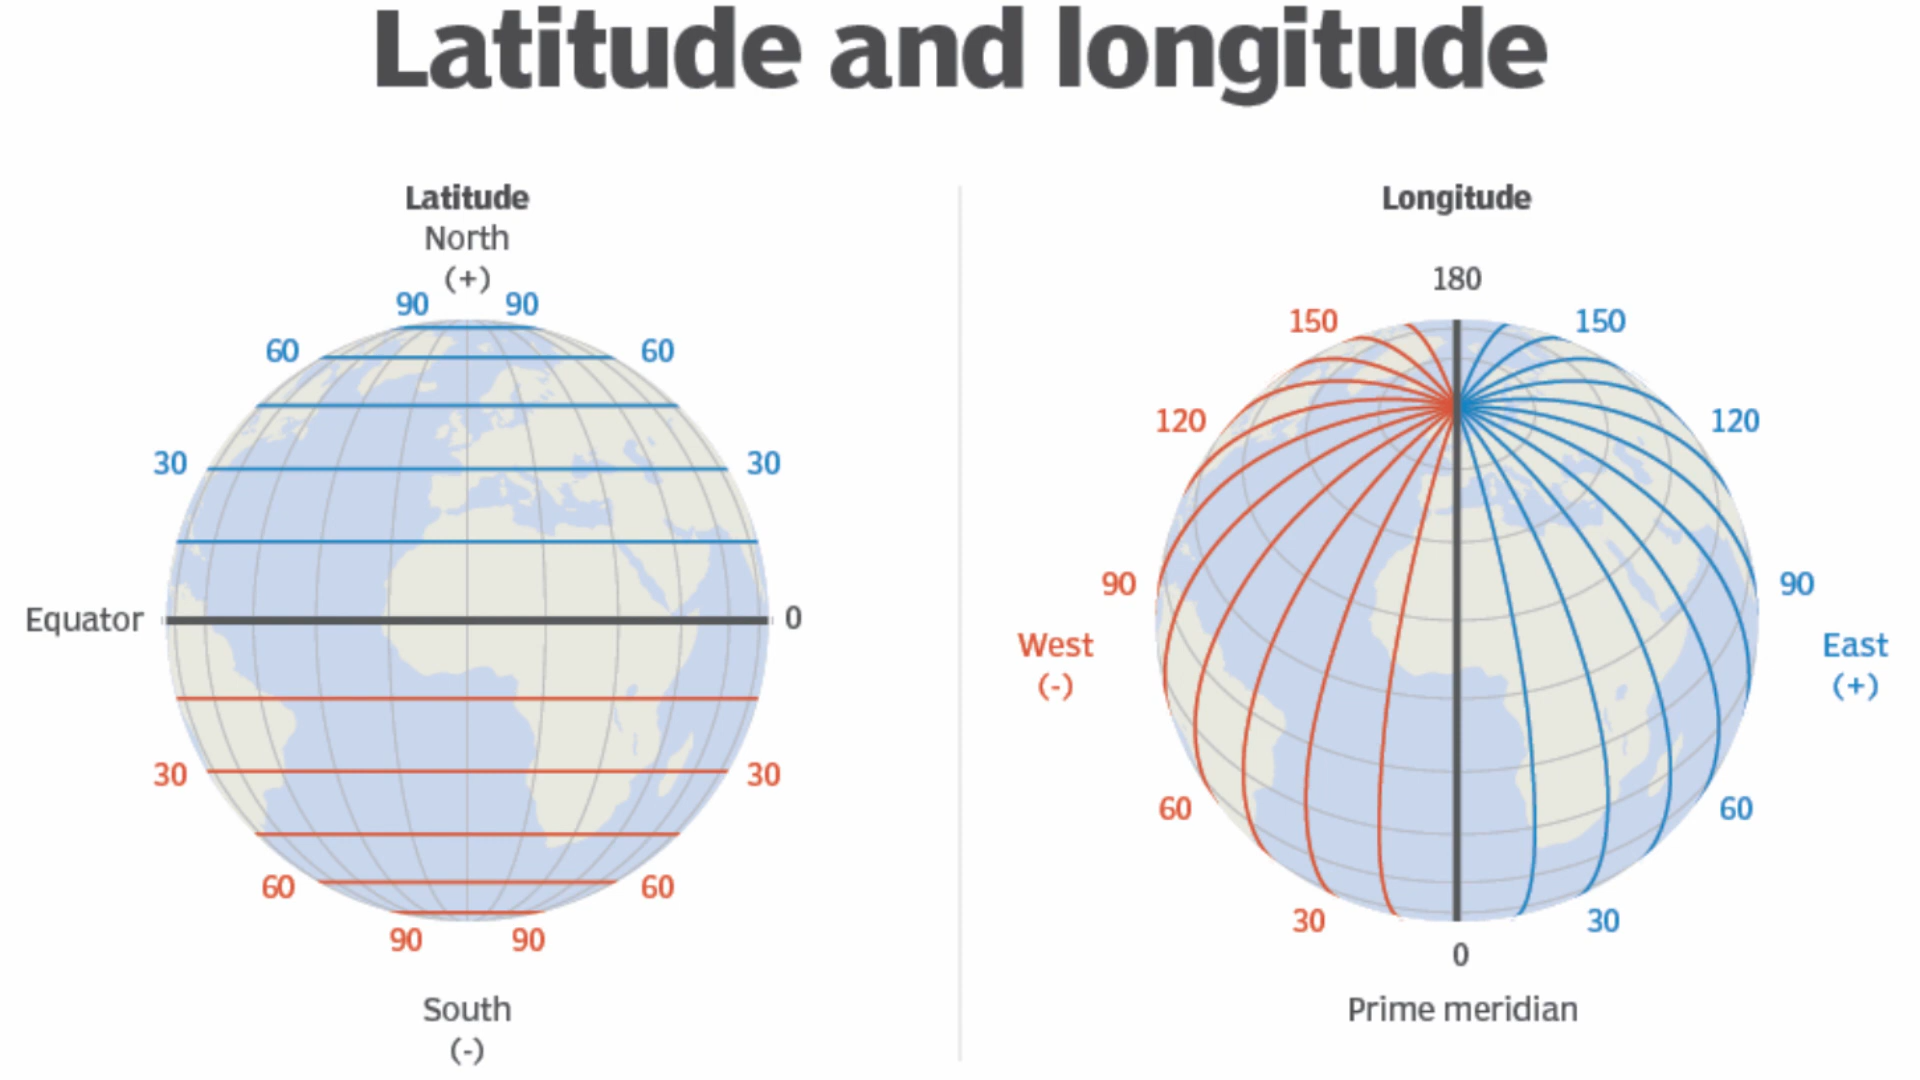 Latitude and longitude
Latitude
North
(+)
90 90
60 60
30 30
Equator 0
30 30
60 60
90 90
South
(-)
Longitude
180
150 150
120 120
90 90
West East
(-) (+)
60 60
30 30
0
Prime meridian